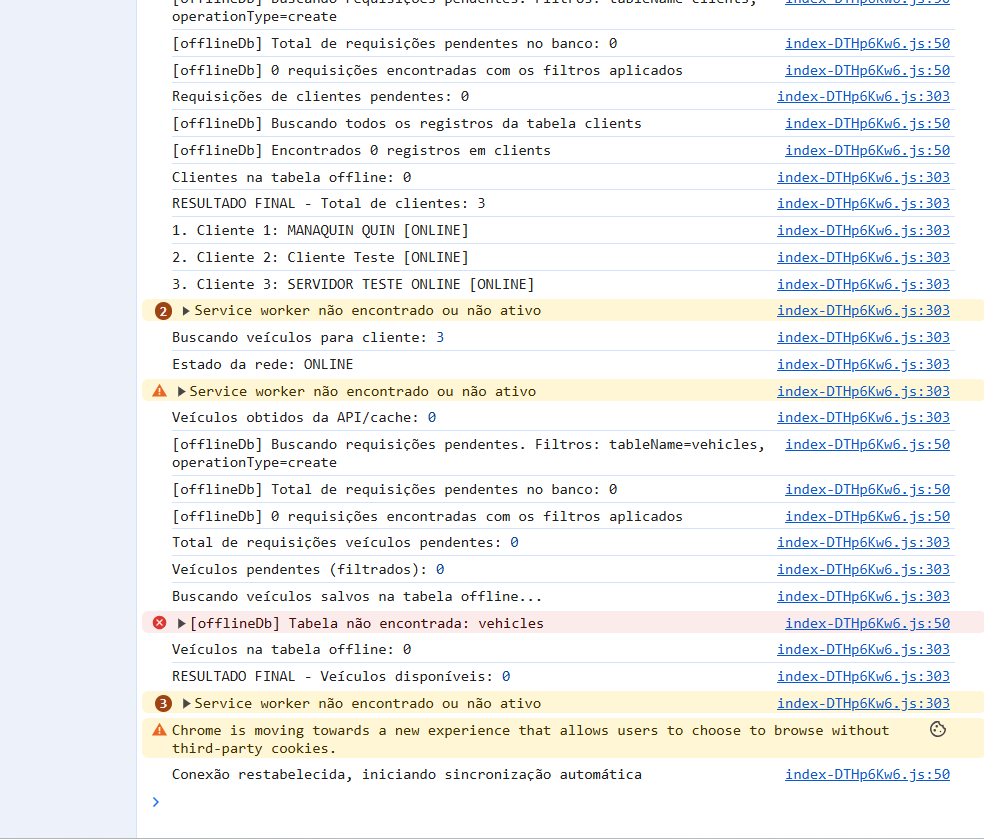 [offlineDb] Buscando requisições pendentes. Filtros: tableName=clients, index-DTHp6Kw6.js:50
operationType=create
[offlineDb] Total de requisições pendentes no banco: 0 index-DTHp6Kw6.js:50
[offlineDb] 0 requisições encontradas com os filtros aplicados index-DTHp6Kw6.js:50
Requisições de clientes pendentes: 0 index-DTHp6Kw6.js:303
[offlineDb] Buscando todos os registros da tabela clients index-DTHp6Kw6.js:50
[offlineDb] Encontrados 0 registros em clients index-DTHp6Kw6.js:50
Clientes na tabela offline: 0 index-DTHp6Kw6.js:303
RESULTADO FINAL - Total de clientes: 3 index-DTHp6Kw6.js:303
1. Cliente 1: MANAQUIN QUIN [ONLINE] index-DTHp6Kw6.js:303
2. Cliente 2: Cliente Teste [ONLINE] index-DTHp6Kw6.js:303
3. Cliente 3: SERVIDOR TESTE ONLINE [ONLINE] index-DTHp6Kw6.js:303
2 Service worker não encontrado ou não ativo index-DTHp6Kw6.js:303
Buscando veículos para cliente: 3 index-DTHp6Kw6.js:303
Estado da rede: ONLINE index-DTHp6Kw6.js:303
Service worker não encontrado ou não ativo index-DTHp6Kw6.js:303
Veículos obtidos da API/cache: 0 index-DTHp6Kw6.js:303
[offlineDb] Buscando requisições pendentes. Filtros: tableName=vehicles, index-DTHp6Kw6.js:50
operationType=create
[offlineDb] Total de requisições pendentes no banco: 0 index-DTHp6Kw6.js:50
[offlineDb] 0 requisições encontradas com os filtros aplicados index-DTHp6Kw6.js:50
Total de requisições veículos pendentes: 0 index-DTHp6Kw6.js:303
Veículos pendentes (filtrados): 0 index-DTHp6Kw6.js:303
Buscando veículos salvos na tabela offline... index-DTHp6Kw6.js:303
[offlineDb] Tabela não encontrada: vehicles index-DTHp6Kw6.js:50
Veículos na tabela offline: 0 index-DTHp6Kw6.js:303
RESULTADO FINAL - Veículos disponíveis: 0 index-DTHp6Kw6.js:303
3 Service worker não encontrado ou não ativo index-DTHp6Kw6.js:303
Chrome is moving towards a new experience that allows users to choose to browse without
third-party cookies.
Conexão restabelecida, iniciando sincronização automática index-DTHp6Kw6.js:50